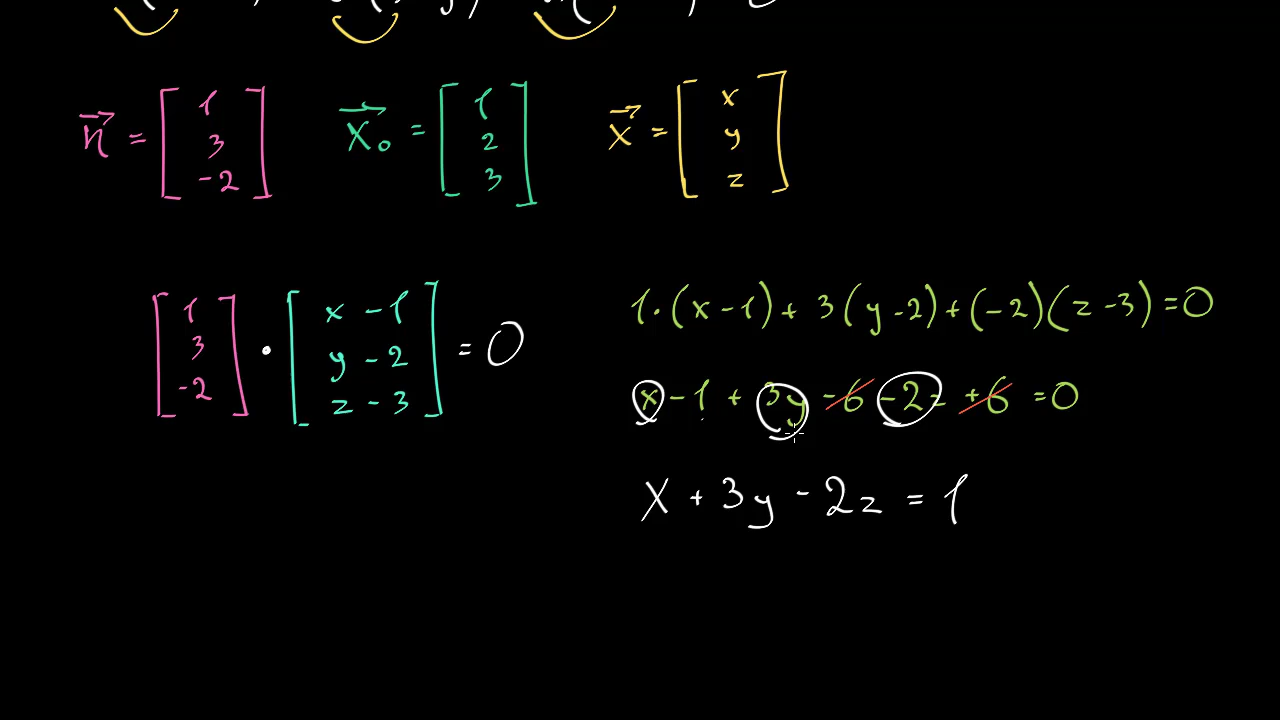 n = [ 1 3 -2 ] x₀ = [ 1 2 3 ] x = [ x y z ]
[ 1 3 -2 ] · [ x - 1 y - 2 z - 3 ] = 0
1·(x-1) + 3(y-2) + (-2)(z-3) = 0
x - 1 + 3y - 6 - 2z + 6 = 0
x + 3y - 2z = 1